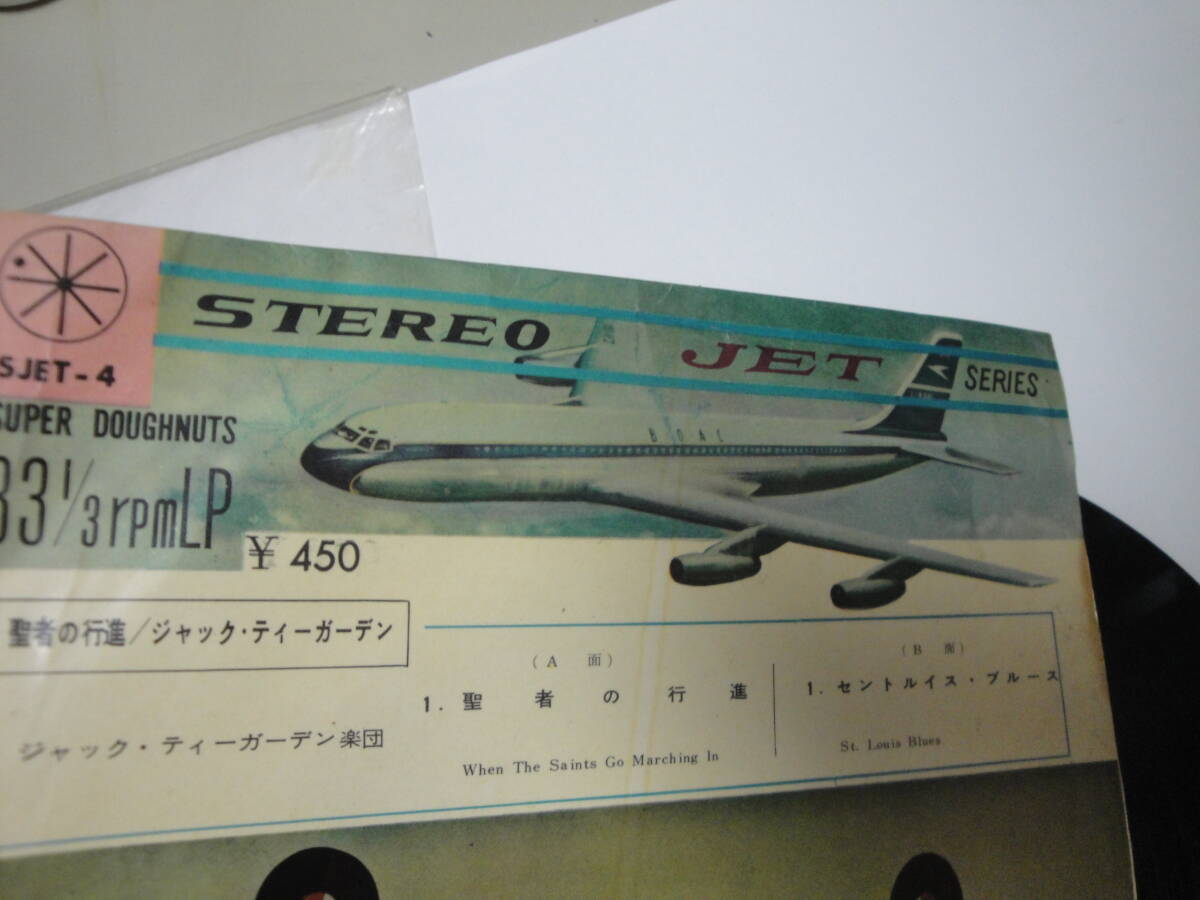 STEREO JET SERIES
SJET-4
SUPER DOUGHNUTS
33 1/3 rpm LP
¥ 450
BOAC
聖者の行進/ジャック・ティーガーデン
ジャック・ティーガーデン楽団
(A 面)
1. 聖者の行進
When The Saints Go Marching In
(B 面)
1. セントルイス・ブルース
St. Louis Blues